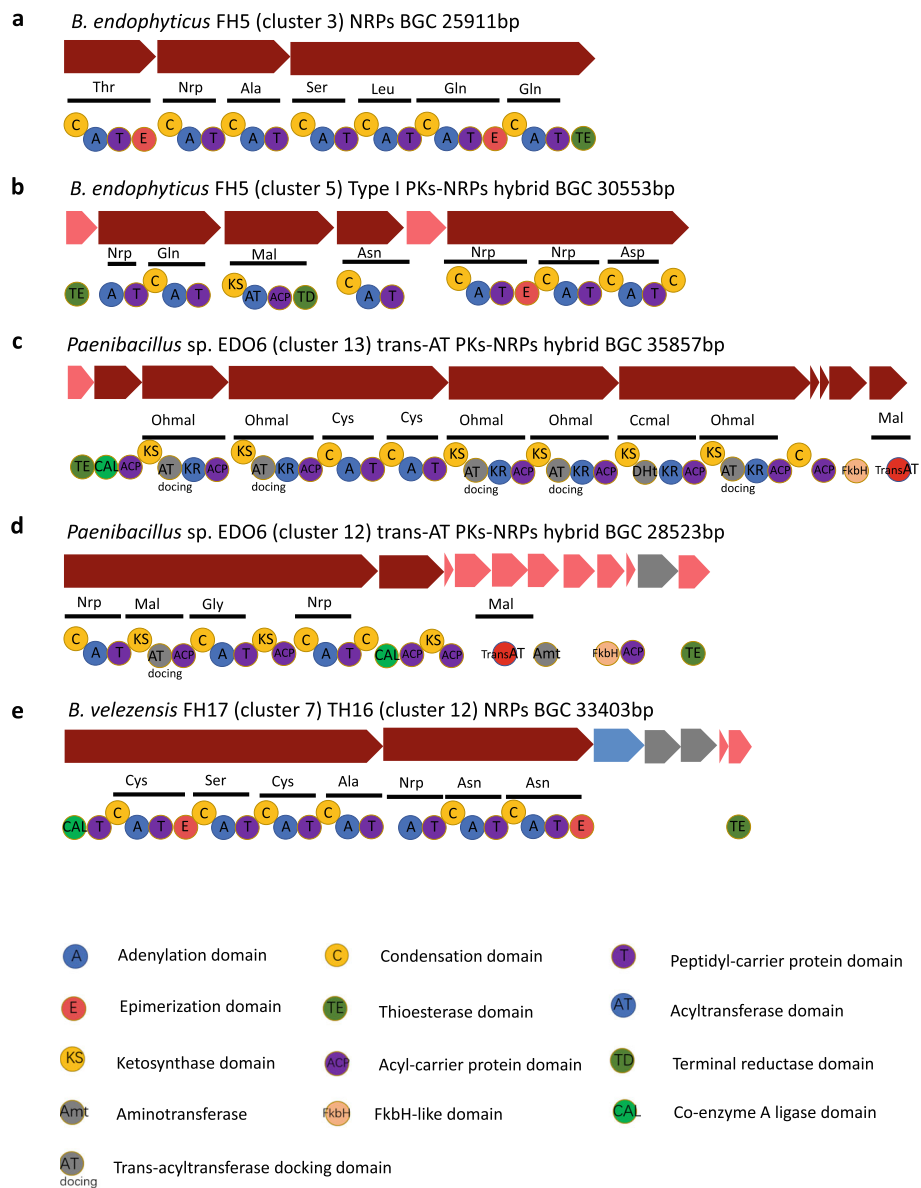 a
B. endophyticus FH5 (cluster 3) NRPs BGC 25911bp
Thr Nrp Ala Ser Leu Gln Gln
C A T E C A T C A T C A T C A T C A T E C A T TE
b
B. endophyticus FH5 (cluster 5) Type I PKs-NRPs hybrid BGC 30553bp
Nrp Gln Mal Asn Nrp Nrp Asp
TE A T C A T KS AT ACP TD C A T C A T E C A T C A T C
c
Paenibacillus sp. EDO6 (cluster 13) trans-AT PKs-NRPs hybrid BGC 35857bp
Ohmal Ohmal Cys Cys Ohmal Ohmal Ccmal Ohmal Mal
TE CAL ACP KS AT KR ACP KS AT KR ACP C A T C A T KS AT KR ACP KS AT KR ACP KS DHt KR ACP KS AT KR ACP C ACP FkbH TransAT
docing docing docing docing docing
d
Paenibacillus sp. EDO6 (cluster 12) trans-AT PKs-NRPs hybrid BGC 28523bp
Nrp Mal Gly Nrp Mal
C A T KS AT ACP C A T KS ACP C A T C CAL ACP KS ACP TransAT Amt FkbH ACP TE
docing
e
B. velezensis FH17 (cluster 7) TH16 (cluster 12) NRPs BGC 33403bp
Cys Ser Cys Ala Nrp Asn Asn
CAL T C A T E C A T C A T C A T A T C A T C A T E TE
A Adenylation domain C Condensation domain T Peptidyl-carrier protein domain
E Epimerization domain TE Thioesterase domain AT Acyltransferase domain
KS Ketosynthase domain ACP Acyl-carrier protein domain TD Terminal reductase domain
Amt Aminotransferase FkbH FkbH-like domain CAL Co-enzyme A ligase domain
AT Trans-acyltransferase docking domain
docing